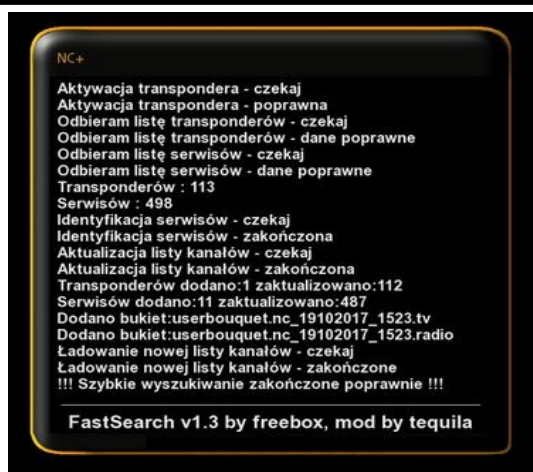 NC+
Aktywacja transpondera - czekaj
Aktywacja transpondera - poprawna
Odbieram listę transponderów - czekaj
Odbieram listę transponderów - dane poprawne
Odbieram listę serwisów - czekaj
Odbieram listę serwisów - dane poprawne
Transponderów : 113
Serwisów : 498
Identyfikacja serwisów - czekaj
Identyfikacja serwisów - zakończona
Aktualizacja listy kanałów - czekaj
Aktualizacja listy kanałów - zakończona
Transponderów dodano:1 zaktualizowano:112
Serwisów dodano:11 zaktualizowano:487
Dodano bukiet:userbouquet.nc_19102017_1523.tv
Dodano bukiet:userbouquet.nc_19102017_1523.radio
Ładowanie nowej listy kanałów - czekaj
Ładowanie nowej listy kanałów - zakończone
!!! Szybkie wyszukiwanie zakończone poprawnie !!!
FastSearch v1.3 by freebox, mod by tequila